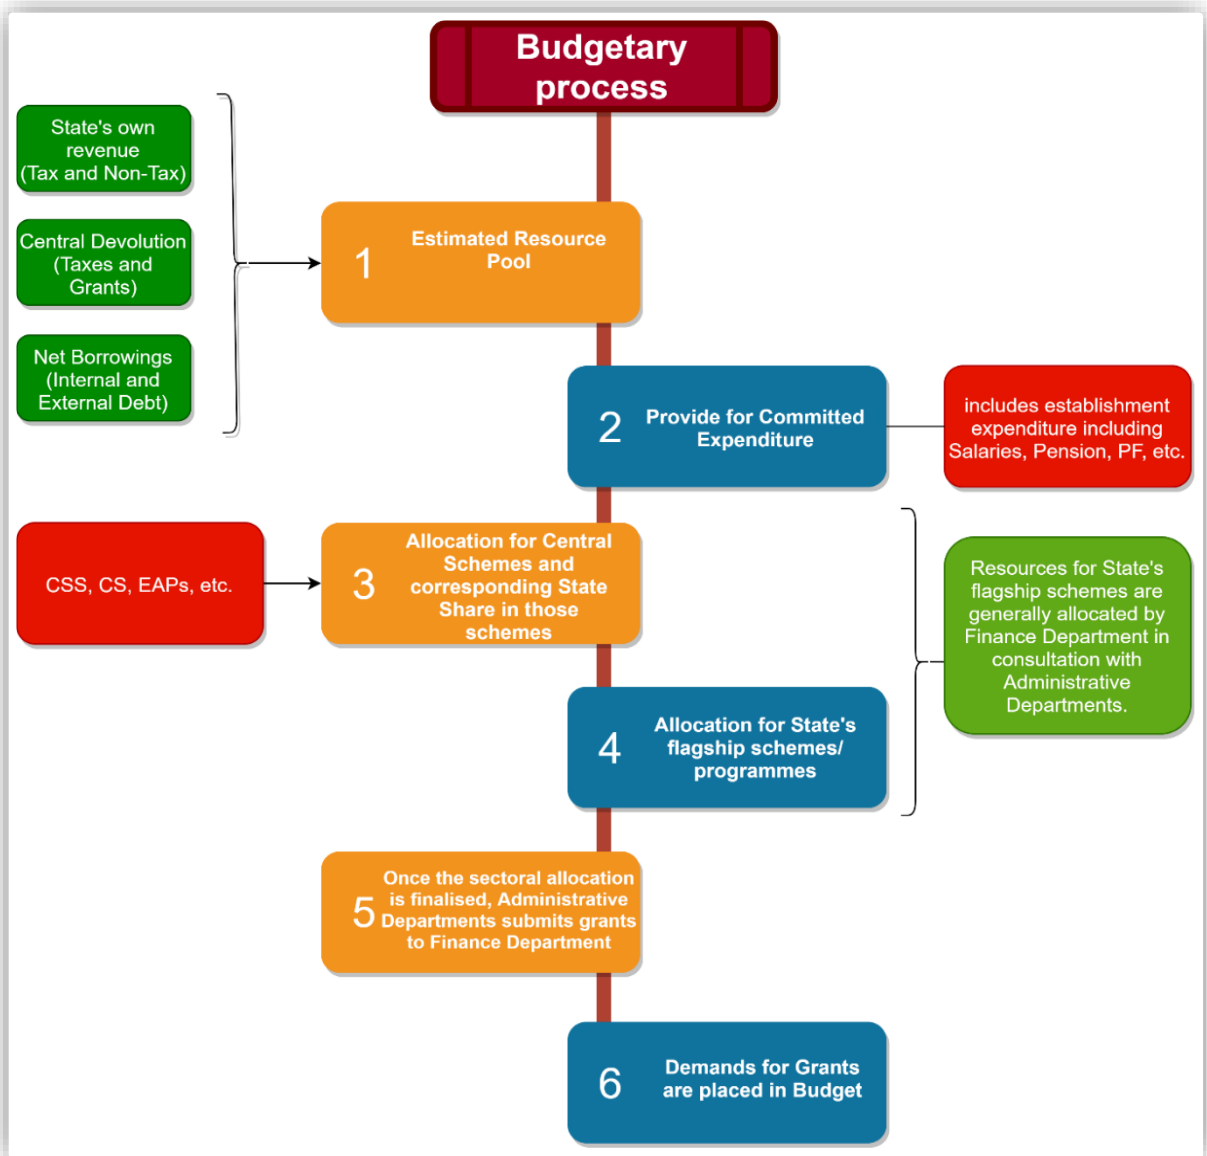 Budgetary
process
State's own
revenue
(Tax and Non-Tax)
Central Devolution
(Taxes and
Grants)
Net Borrowings
(Internal and
External Debt)
1
Estimated Resource
Pool
2
Provide for Committed
Expenditure
includes establishment
expenditure including
Salaries, Pension, PF, etc.
CSS, CS, EAPs, etc.
3
Allocation for Central
Schemes and
corresponding State
Share in those
schemes
Resources for State's
flagship schemes are
generally allocated by
Finance Department in
consultation with
Administrative
Departments.
4
Allocation for State's
flagship schemes/
programmes
5
Once the sectoral allocation
is finalised, Administrative
Departments submits grants
to Finance Department
6
Demands for Grants
are placed in Budget